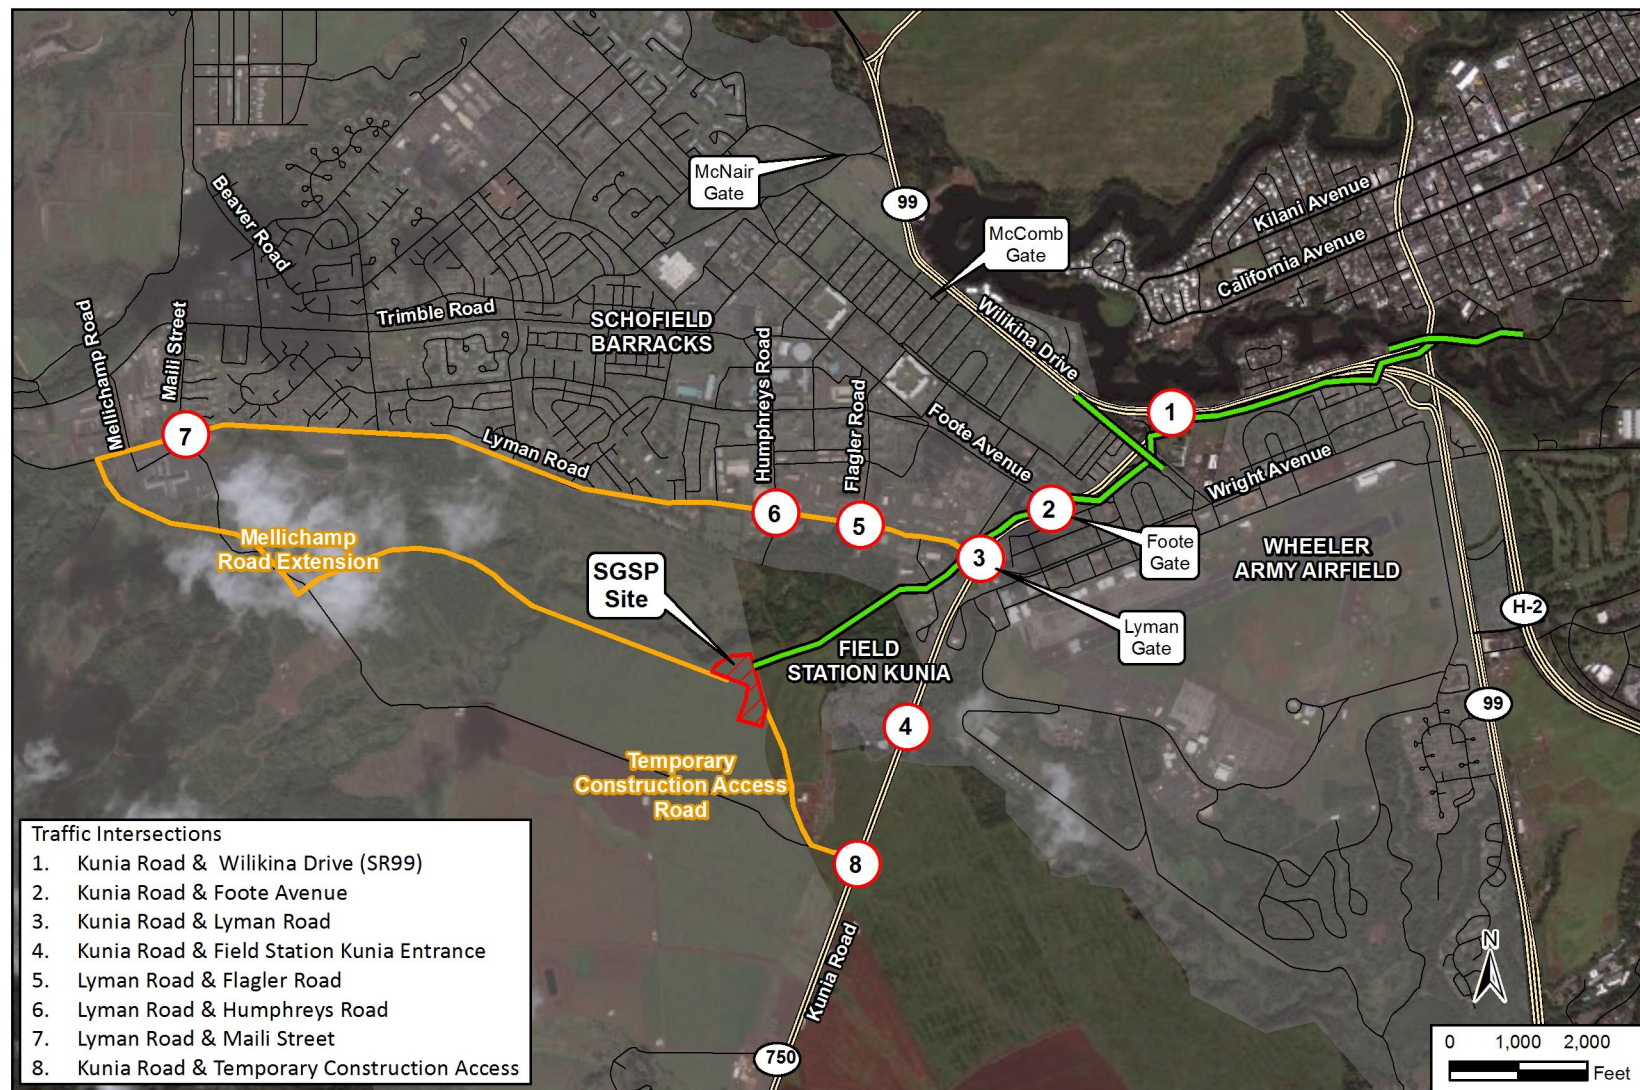 McNair
Gate
99
McComb
Gate
Kilani Avenue
California Avenue
Beaver Road
Wilikina Drive
Trimble Road
SCHOFIELD
BARRACKS
Mellichamp Road
Maili Street
Humphreys Road
Flagler Road
Foote Avenue
1
7
Lyman Road
Wright Avenue
6
5
2
3
Foote
Gate
WHEELER
ARMY AIRFIELD
Mellichamp
Road Extension
SGSP
Site
H-2
Lyman
Gate
FIELD
STATION KUNIA
99
4
Temporary
Construction Access
Road
8
Kunia Road
750
N
Traffic Intersections
1. Kunia Road & Wilikina Drive (SR99)
2. Kunia Road & Foote Avenue
3. Kunia Road & Lyman Road
4. Kunia Road & Field Station Kunia Entrance
5. Lyman Road & Flagler Road
6. Lyman Road & Humphreys Road
7. Lyman Road & Maili Street
8. Kunia Road & Temporary Construction Access
0 1,000 2,000
Feet